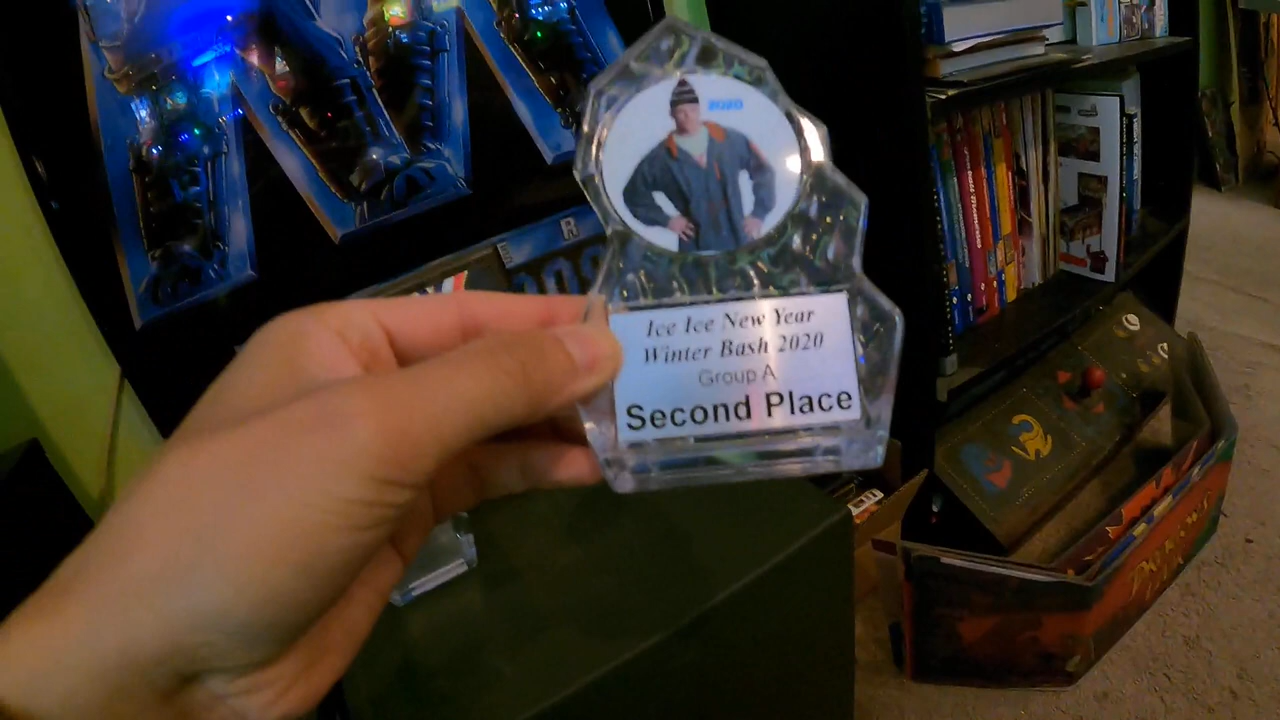 2020
Ice Ice New Year
Winter Bash 2020
Group A
Second Place
R